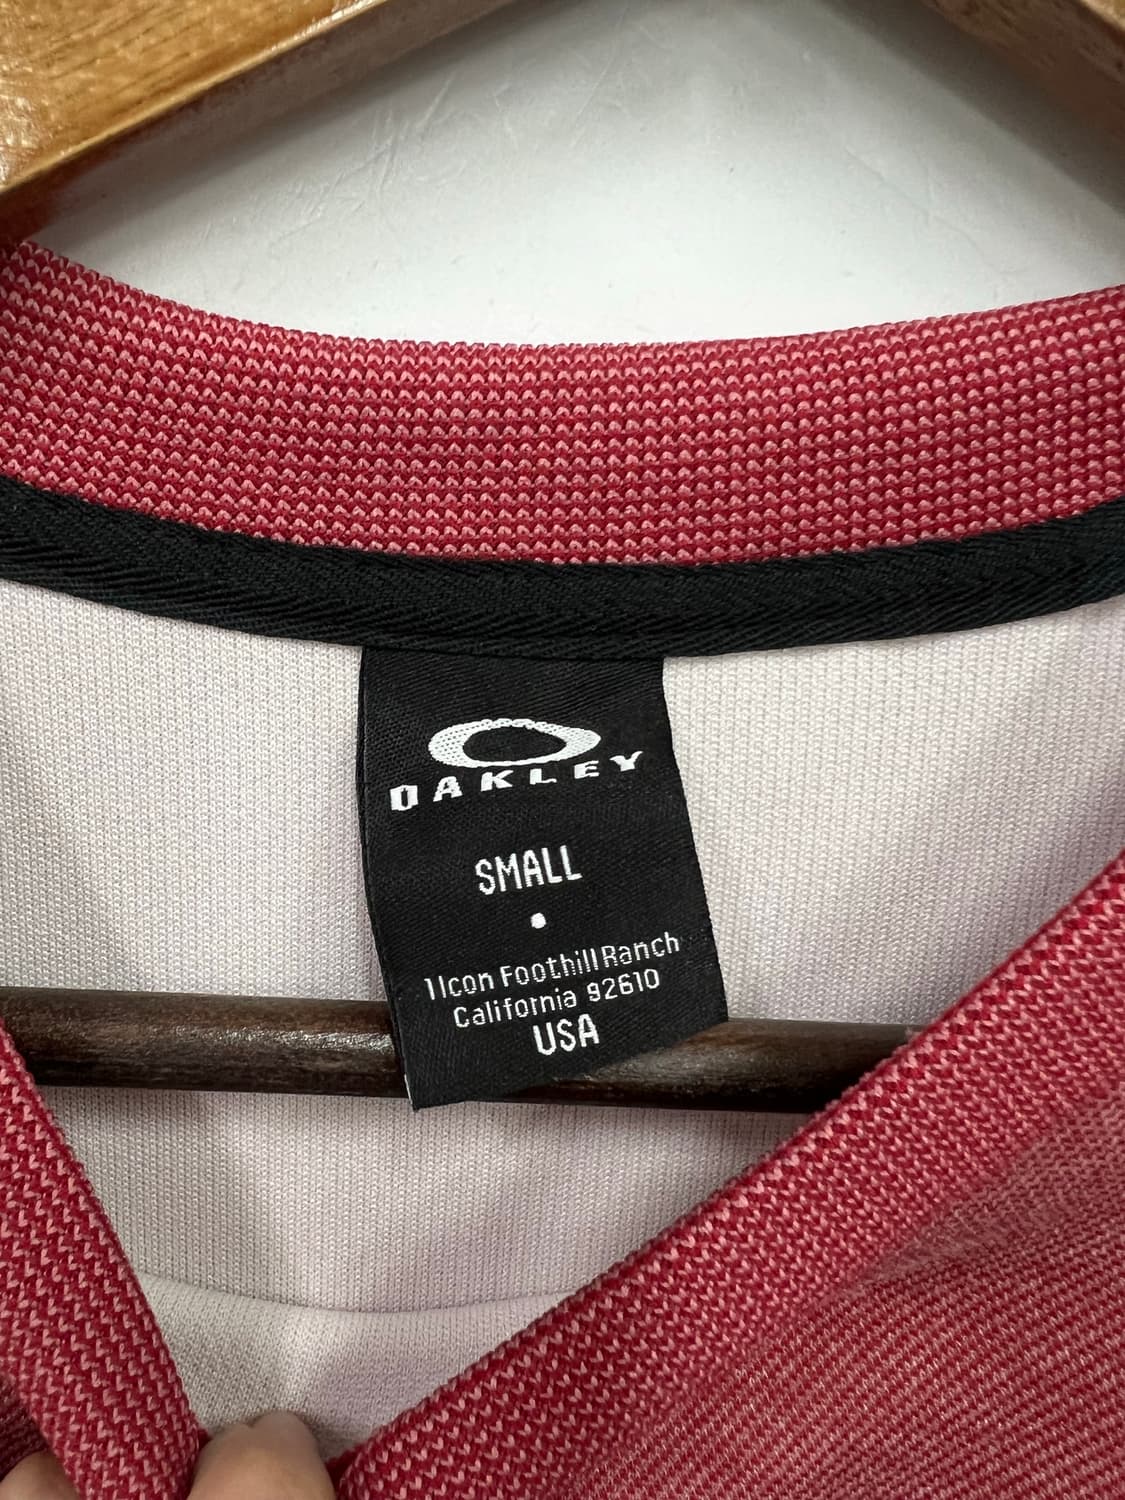 OAKLEY
SMALL
1 Icon Foothill Ranch
California 92610
USA